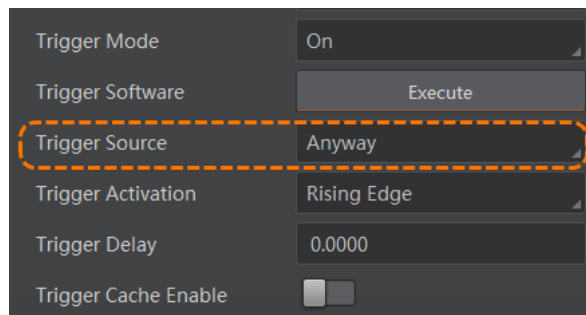 Trigger Mode On
Trigger Software Execute
Trigger Source Anyway
Trigger Activation Rising Edge
Trigger Delay 0.0000
Trigger Cache Enable